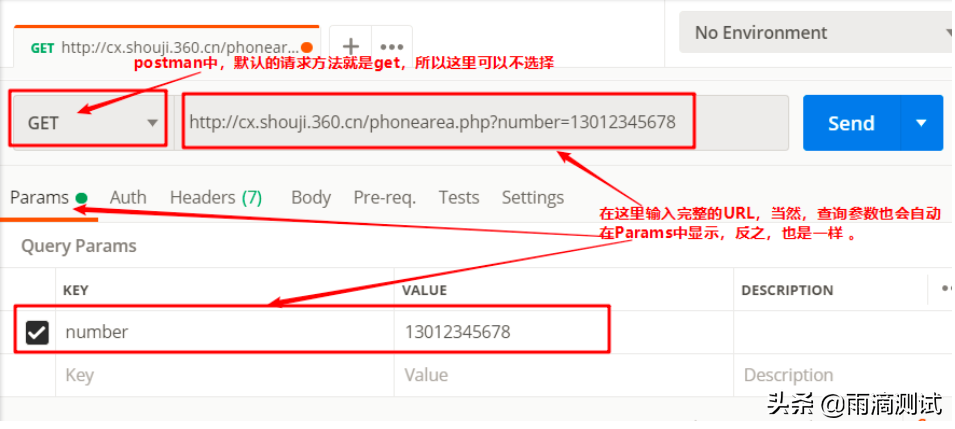 GET http://cx.shouji.360.cn/phonear...
No Environment
postman中，默认的请求方法就是get，所以这里可以不选择
GET
http://cx.shouji.360.cn/phonearea.php?number=13012345678
Send
Params Auth Headers (7) Body Pre-req. Tests Settings
在这里输入完整的URL，当然，查询参数也会自动
在Params中显示，反之，也是一样 。
Query Params
KEY VALUE DESCRIPTION
number 13012345678
Key Value Description
头条 @雨滴测试